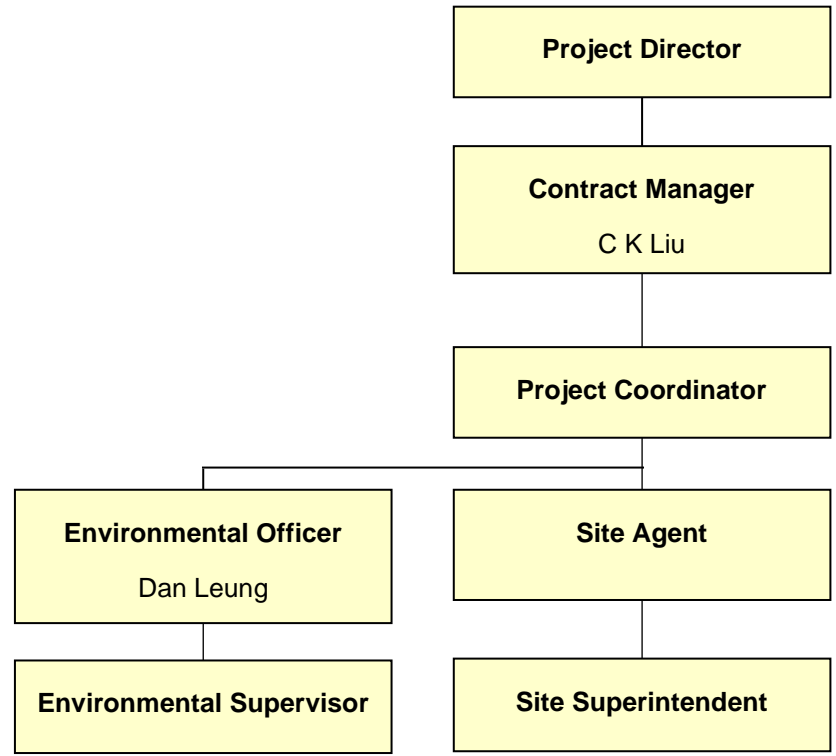 Project Director
Contract Manager
C K Liu
Project Coordinator
Environmental Officer
Dan Leung
Site Agent
Environmental Supervisor
Site Superintendent